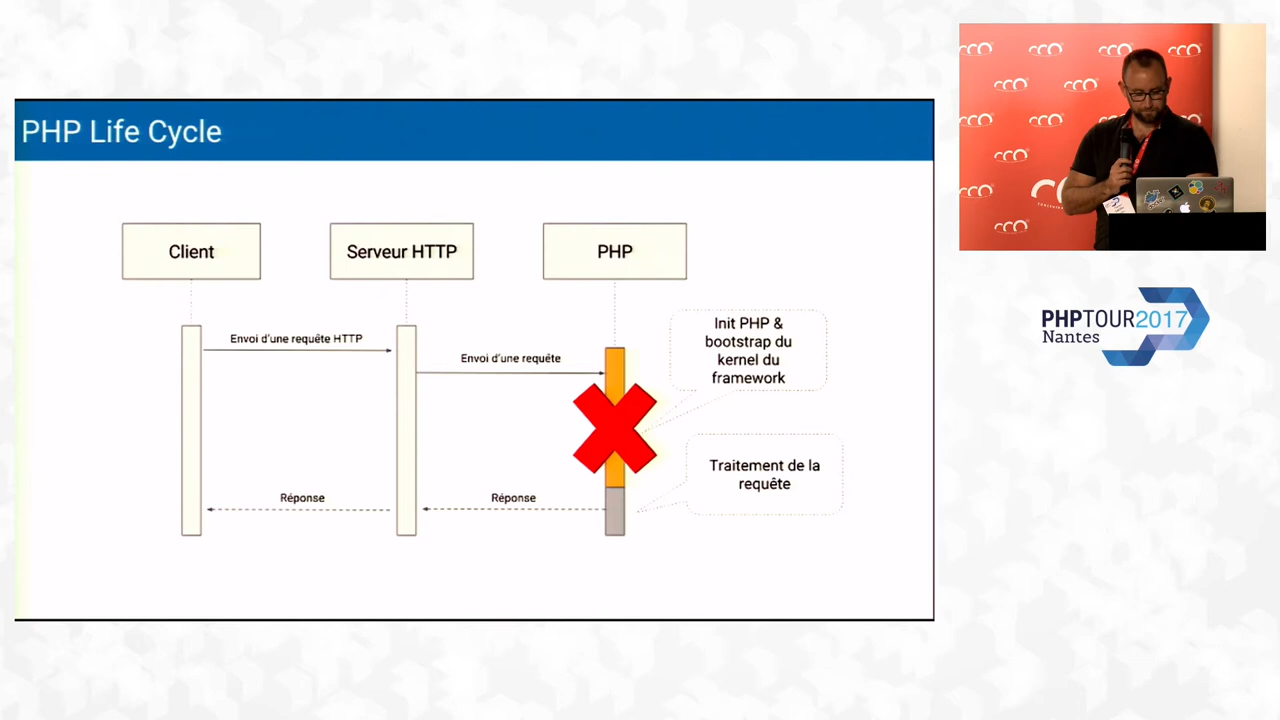 PHP Life Cycle
Client
Serveur HTTP
PHP
Envoi d'une requête HTTP
Envoi d'une requéte
Init PHP &
bootstrap du
kernel du
framework
Traitement de la
requête
Réponse
Réponse
PHPTOUR2017
Nantes